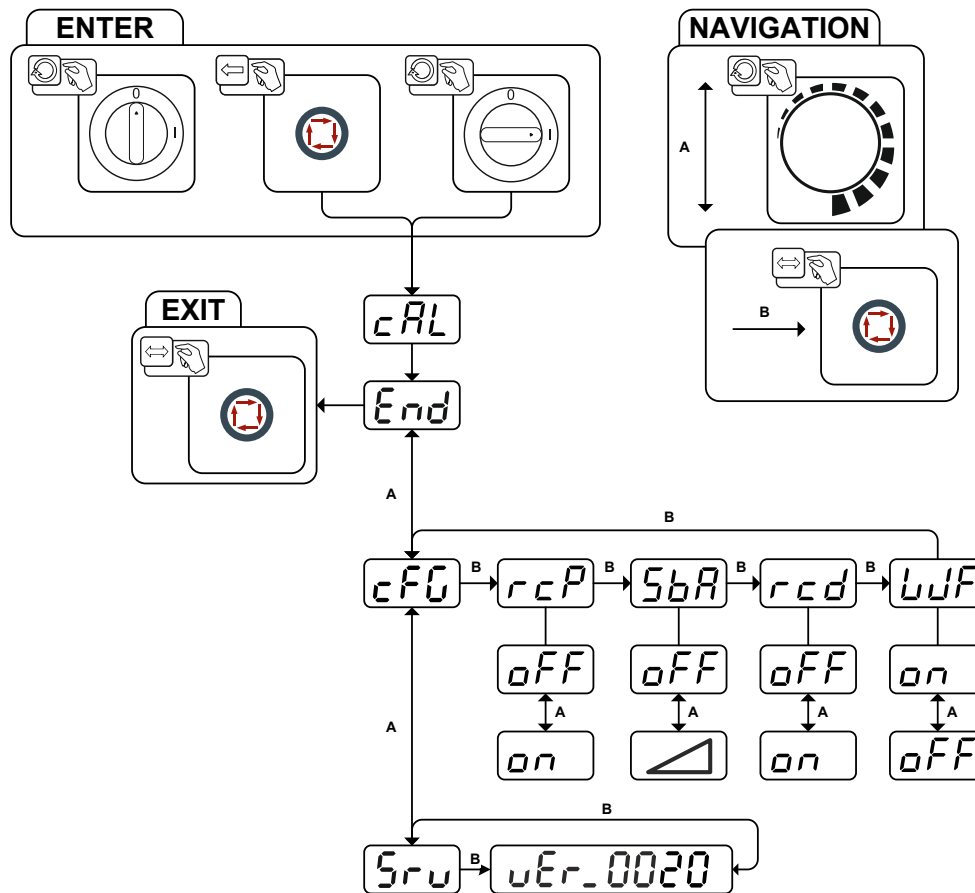 ENTER
NAVIGATION
0
I
0
I
A
B
cAL
EXIT
End
A
B
cFG
B
rcP
B
SbA
B
rcd
B
WF
oFF
oFF
oFF
on
A
A
A
A
A
on
on
oFF
B
Srv
B
vEr_0020